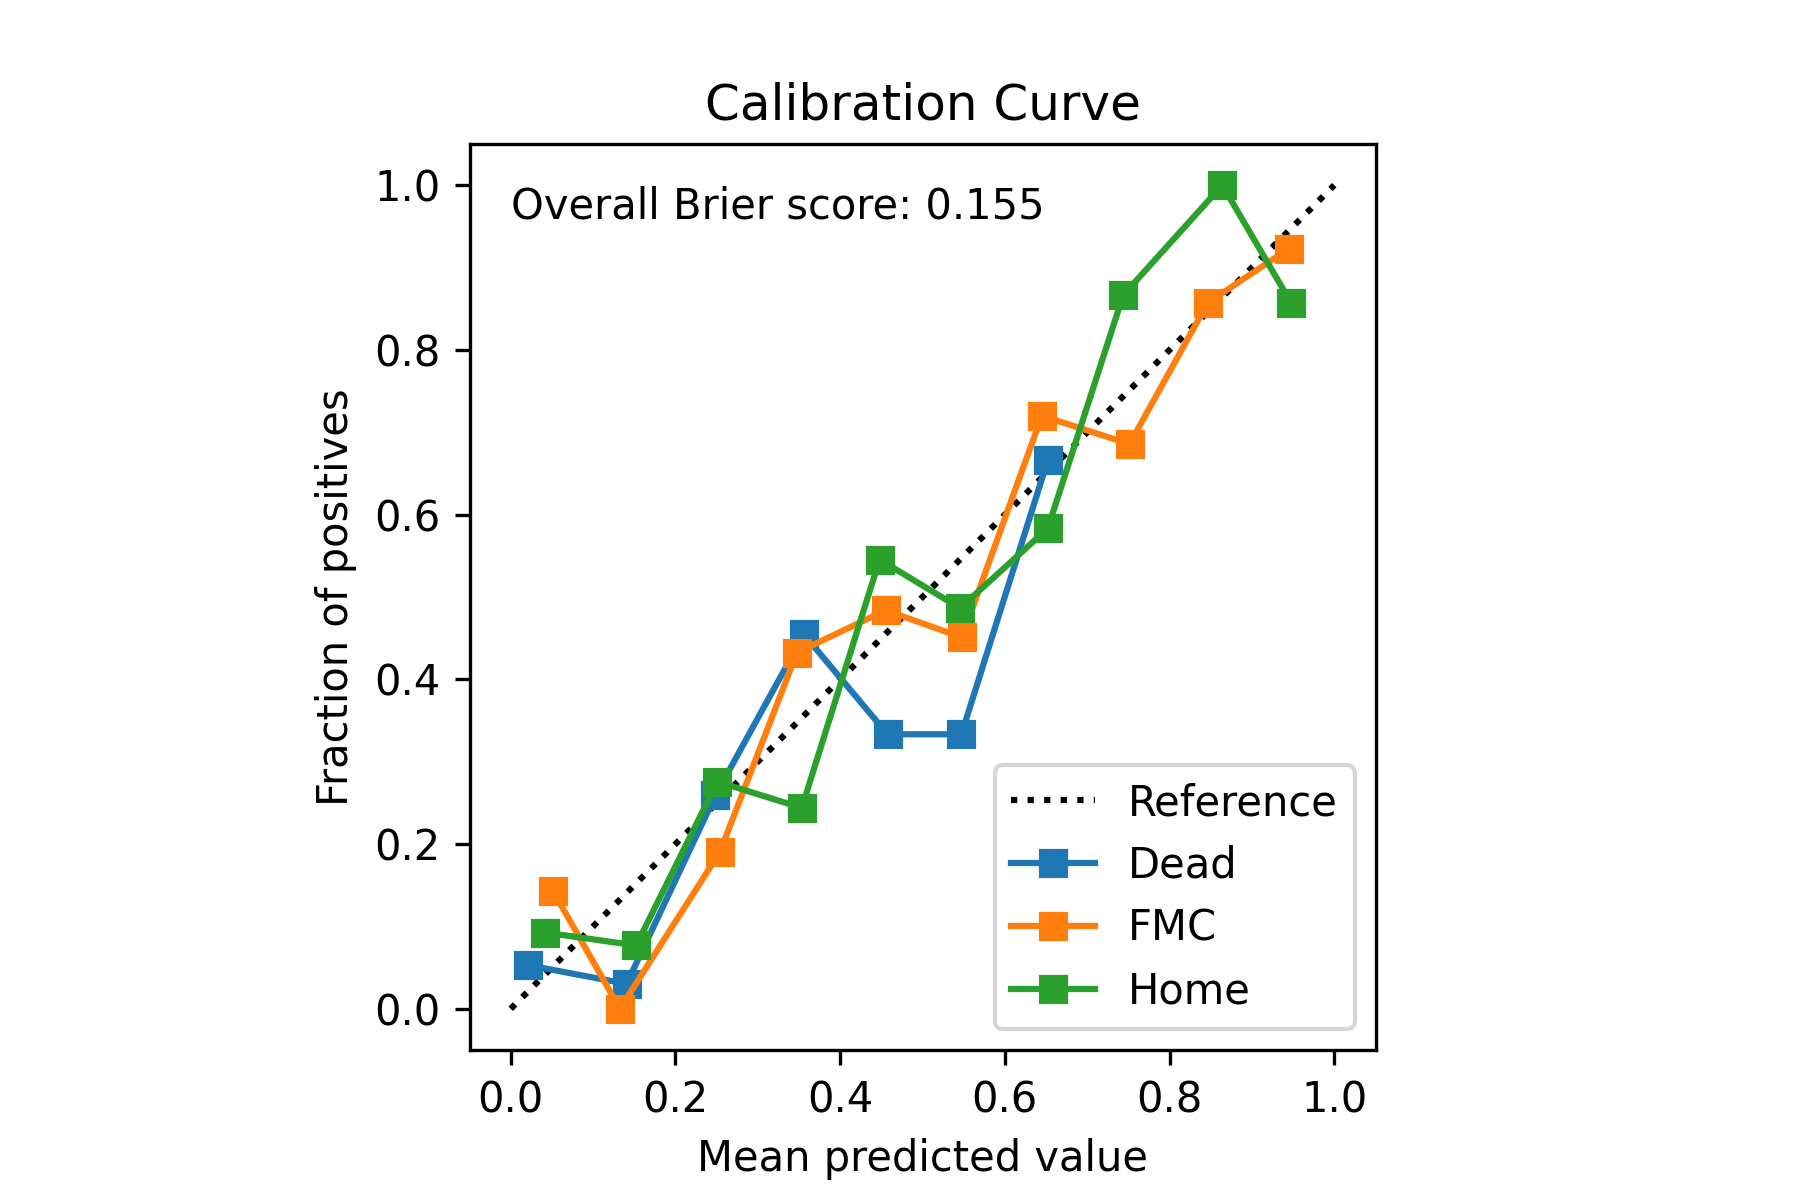 Calibration Curve
Overall Brier score: 0.155
1.0
0.8
0.6
0.4
0.2
0.0
Fraction of positives
Reference
Dead
FMC
Home
0.0 0.2 0.4 0.6 0.8 1.0
Mean predicted value